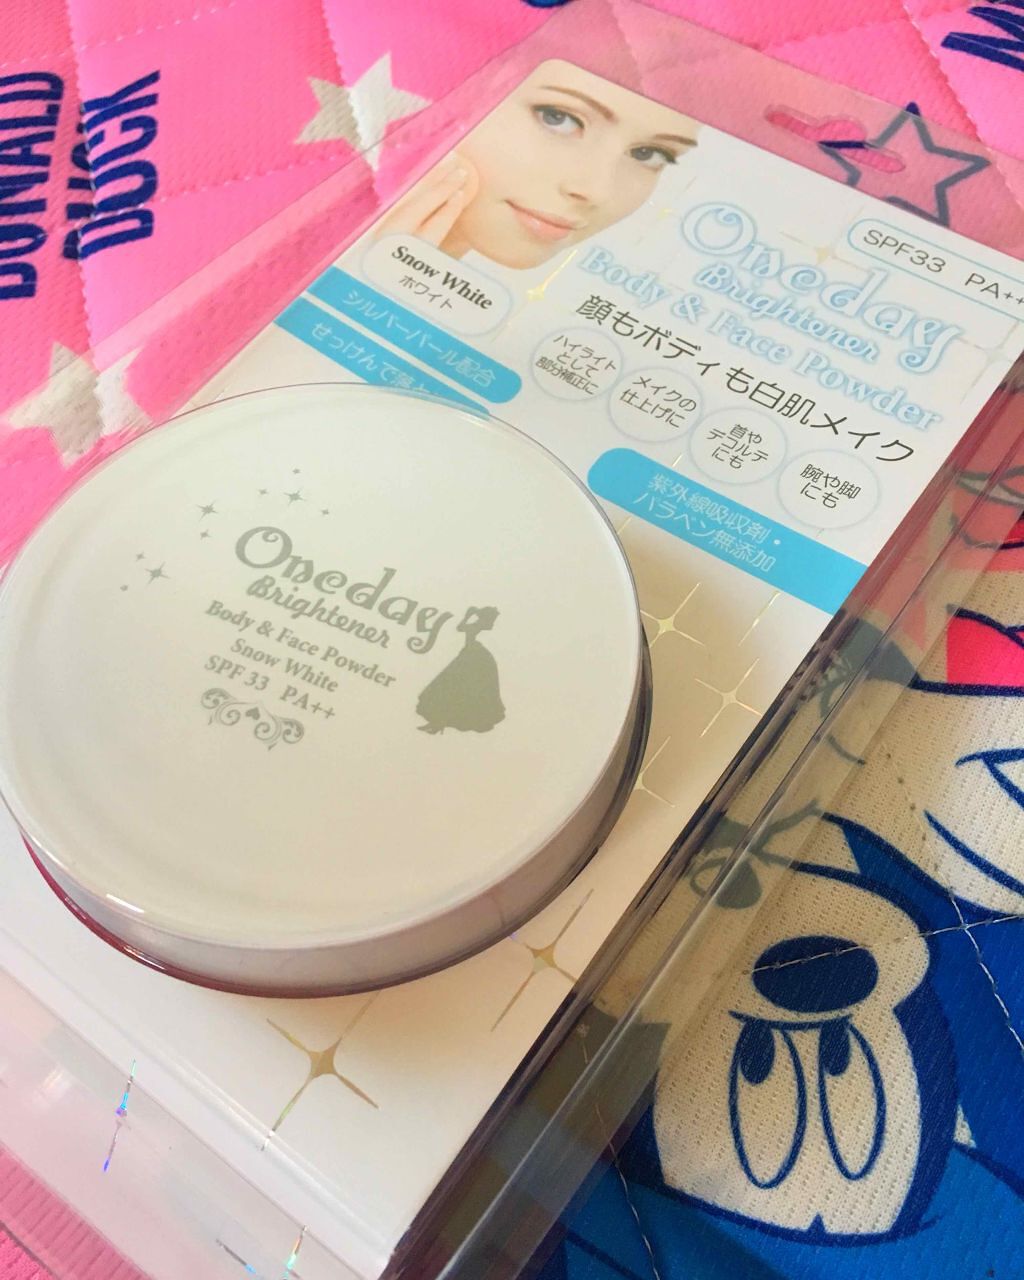 DONALD
DUCK
DUCK
SPF33 PA++
Oneday
Brightener
Body & Face Powder
Snow White
ホワイト
シルバーパール配合
せっけんで落と
顔もボディも白肌メイク
ハイライト
として
部分補正に
メイクの
仕上げに
首や
デコルテ
にも
腕や脚
にも
紫外線吸収剤・
パラベン無添加
Oneday
Brightener
Body & Face Powder
Snow White
SPF 33 PA++